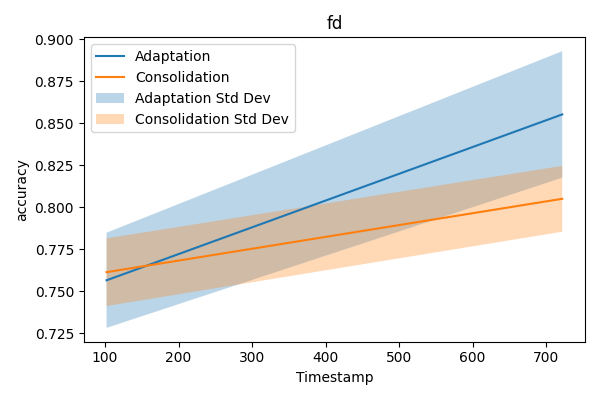 fd
0.900
0.875
0.850
0.825
0.800
0.775
0.750
0.725
accuracy
Adaptation
Consolidation
Adaptation Std Dev
Consolidation Std Dev
100 200 300 400 500 600 700
Timestamp